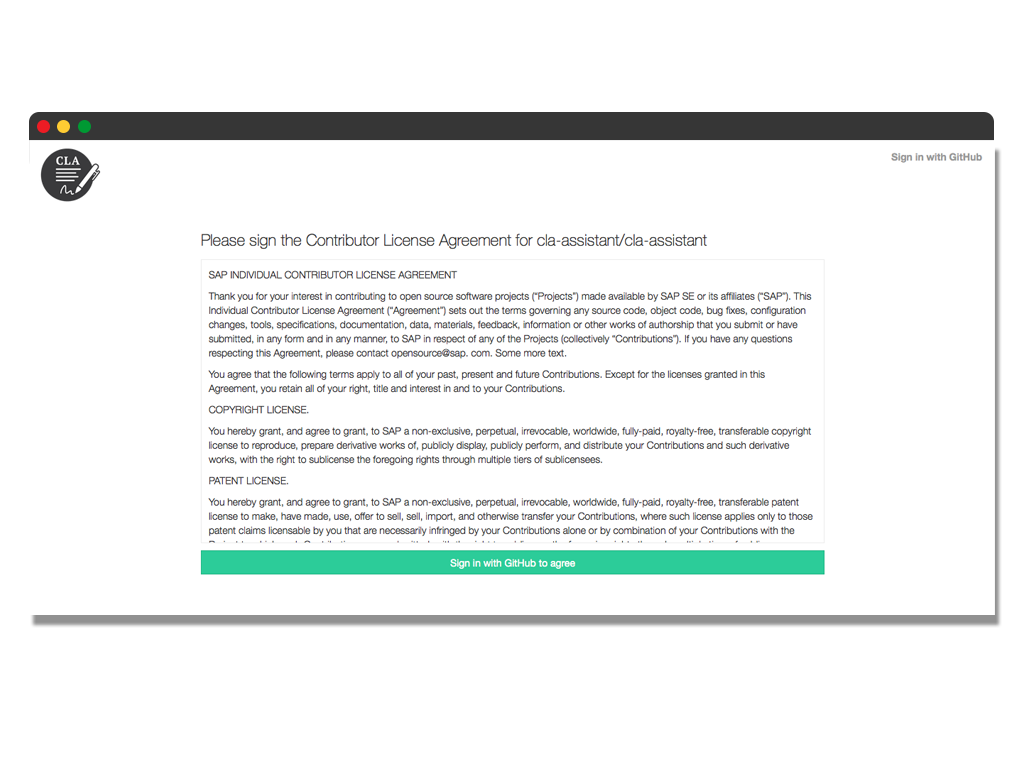 CLA
Sign in with GitHub
Please sign the Contributor License Agreement for cla-assistant/cla-assistant
SAP INDIVIDUAL CONTRIBUTOR LICENSE AGREEMENT
Thank you for your interest in contributing to open source software projects (“Projects”) made available by SAP SE or its affiliates (“SAP”). This
Individual Contributor License Agreement (“Agreement”) sets out the terms governing any source code, object code, bug fixes, configuration
changes, tools, specifications, documentation, data, materials, feedback, information or other works of authorship that you submit or have
submitted, in any form and in any manner, to SAP in respect of any of the Projects (collectively “Contributions”). If you have any questions
respecting this Agreement, please contact opensource@sap. com. Some more text.
You agree that the following terms apply to all of your past, present and future Contributions. Except for the licenses granted in this
Agreement, you retain all of your right, title and interest in and to your Contributions.
COPYRIGHT LICENSE.
You hereby grant, and agree to grant, to SAP a non-exclusive, perpetual, irrevocable, worldwide, fully-paid, royalty-free, transferable copyright
license to reproduce, prepare derivative works of, publicly display, publicly perform, and distribute your Contributions and such derivative
works, with the right to sublicense the foregoing rights through multiple tiers of sublicensees.
PATENT LICENSE.
You hereby grant, and agree to grant, to SAP a non-exclusive, perpetual, irrevocable, worldwide, fully-paid, royalty-free, transferable patent
license to make, have made, use, offer to sell, sell, import, and otherwise transfer your Contributions, where such license applies only to those
patent claims licensable by you that are necessarily infringed by your Contributions alone or by combination of your Contributions with the
Sign in with GitHub to agree